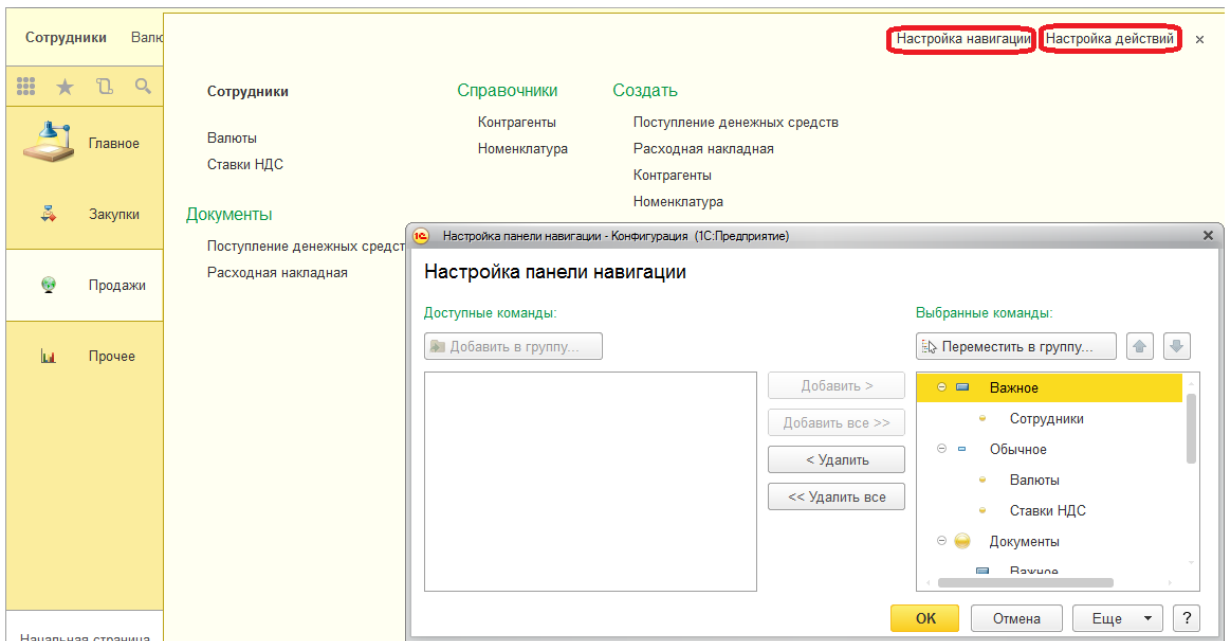 Сотрудники
Настройка навигации
Настройка действий
Главное
Закупки
Продажи
Прочее
Начальная страница
Сотрудники
Валюты
Ставки НДС
Документы
Расходная накладная
Справочники
Контрагенты
Номенклатура
Создать
Поступление денежных средств
Расходная накладная
Контрагенты
Номенклатура
Настройка панели навигации - Конфигурация (1С:Предприятие)
Настройка панели навигации
Доступные команды:
Добавить в группу...
Добавить >
Добавить все >>
< Удалить
<< Удалить все
Выбранные команды:
Переместить в группу...
Важное
Сотрудники
Обычное
Валюты
Ставки НДС
Документы
Важное
OK
Отмена
Еще
?